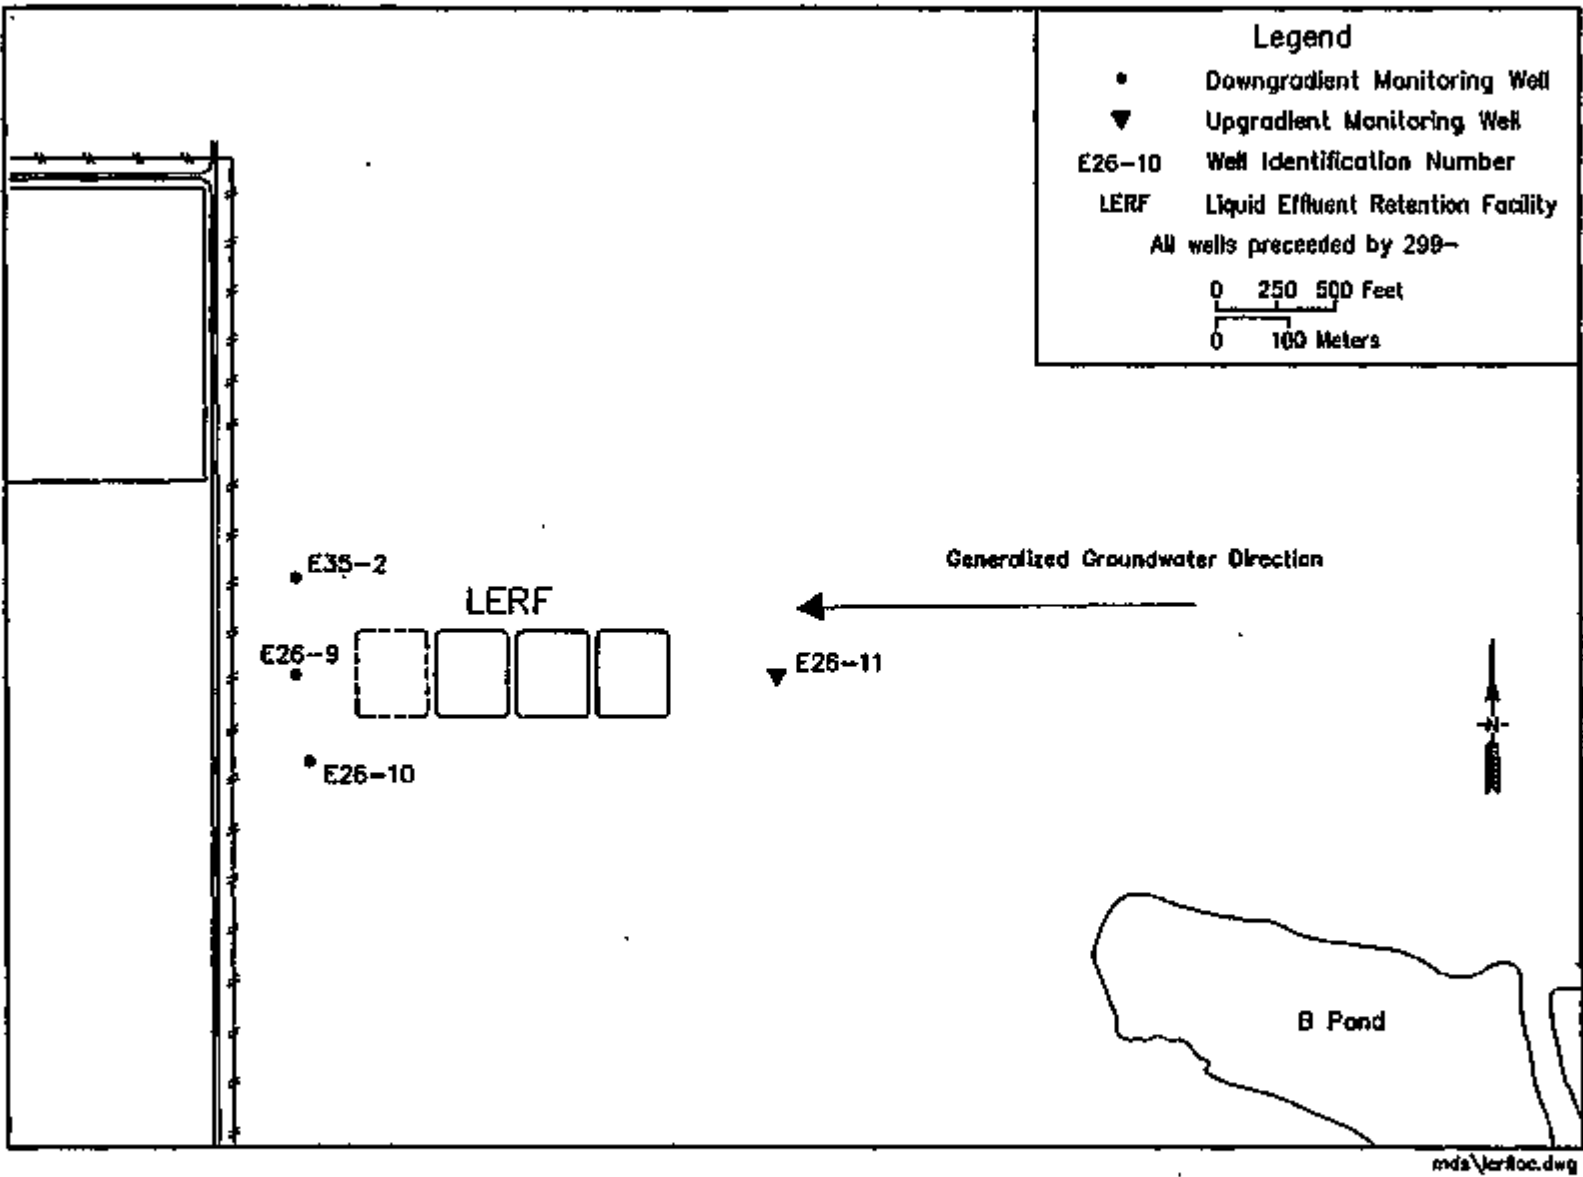 Legend
Downgradient Monitoring Well
Upgradient Monitoring Well
E26-10 Well Identification Number
LERF Liquid Effluent Retention Facility
All wells preceeded by 299-
0 250 500 Feet
0 100 Meters
E35-2
Generalized Groundwater Direction
LERF
E26-9
E26-11
N
E26-10
B Pond
mds\lerfloc.dwg